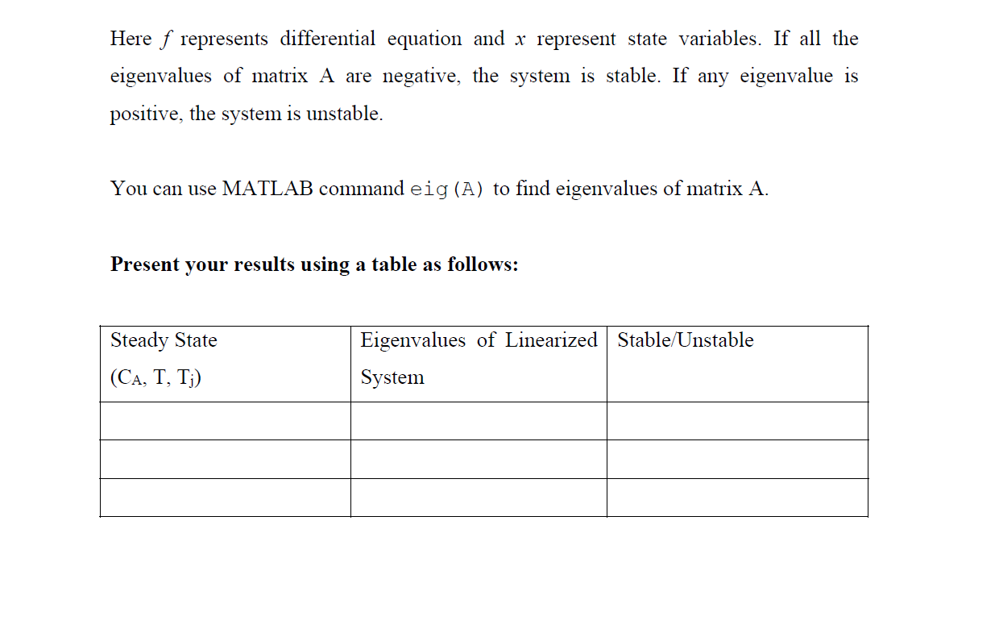 Here f represents differential equation and x represent state variables. If all the
eigenvalues of matrix A are negative, the system is stable. If any eigenvalue is
positive, the system is unstable.
You can use MATLAB command eig(A) to find eigenvalues of matrix A.
Present your results using a table as follows:
Steady State
(CA, T, Tj)
Eigenvalues of Linearized
System
Stable/Unstable